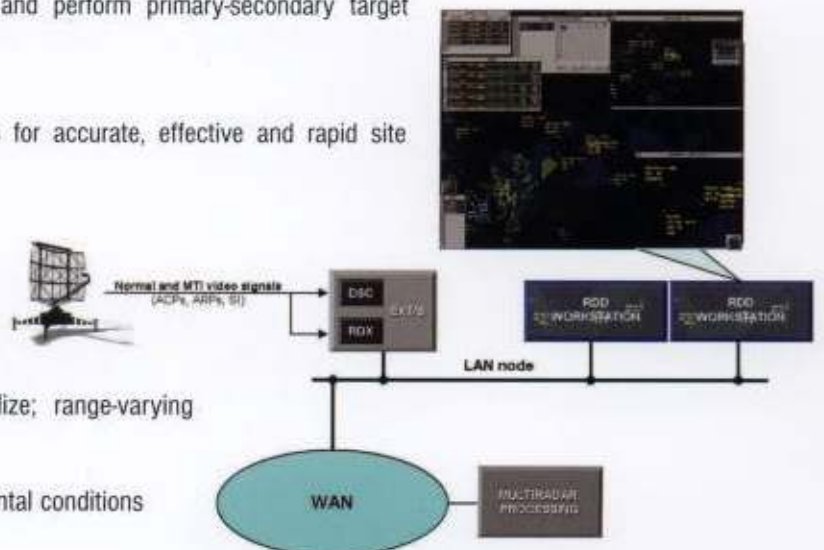 and perform primary-secondary target
for accurate, effective and rapid site
Normal and MTI video signals
(ACPs, ARPs, SI)
DSC
EXT/S
RDX
RDD
WORKSTATION
RDD
WORKSTATION
LAN node
lize; range-varying
ntal conditions
WAN
MULTIRADAR
PROCESSING